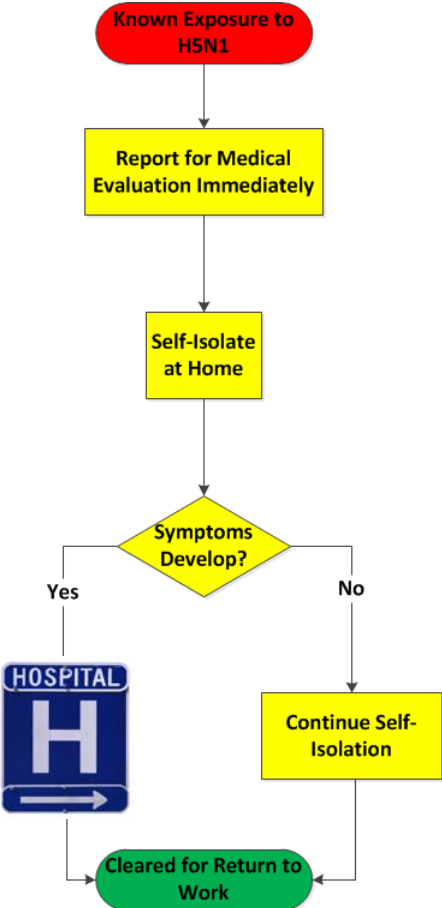 Known Exposure to
H5N1
Report for Medical
Evaluation Immediately
Self-Isolate
at Home
Symptoms
Develop?
Yes
No
HOSPITAL
H
Continue Self-
Isolation
Cleared for Return to
Work